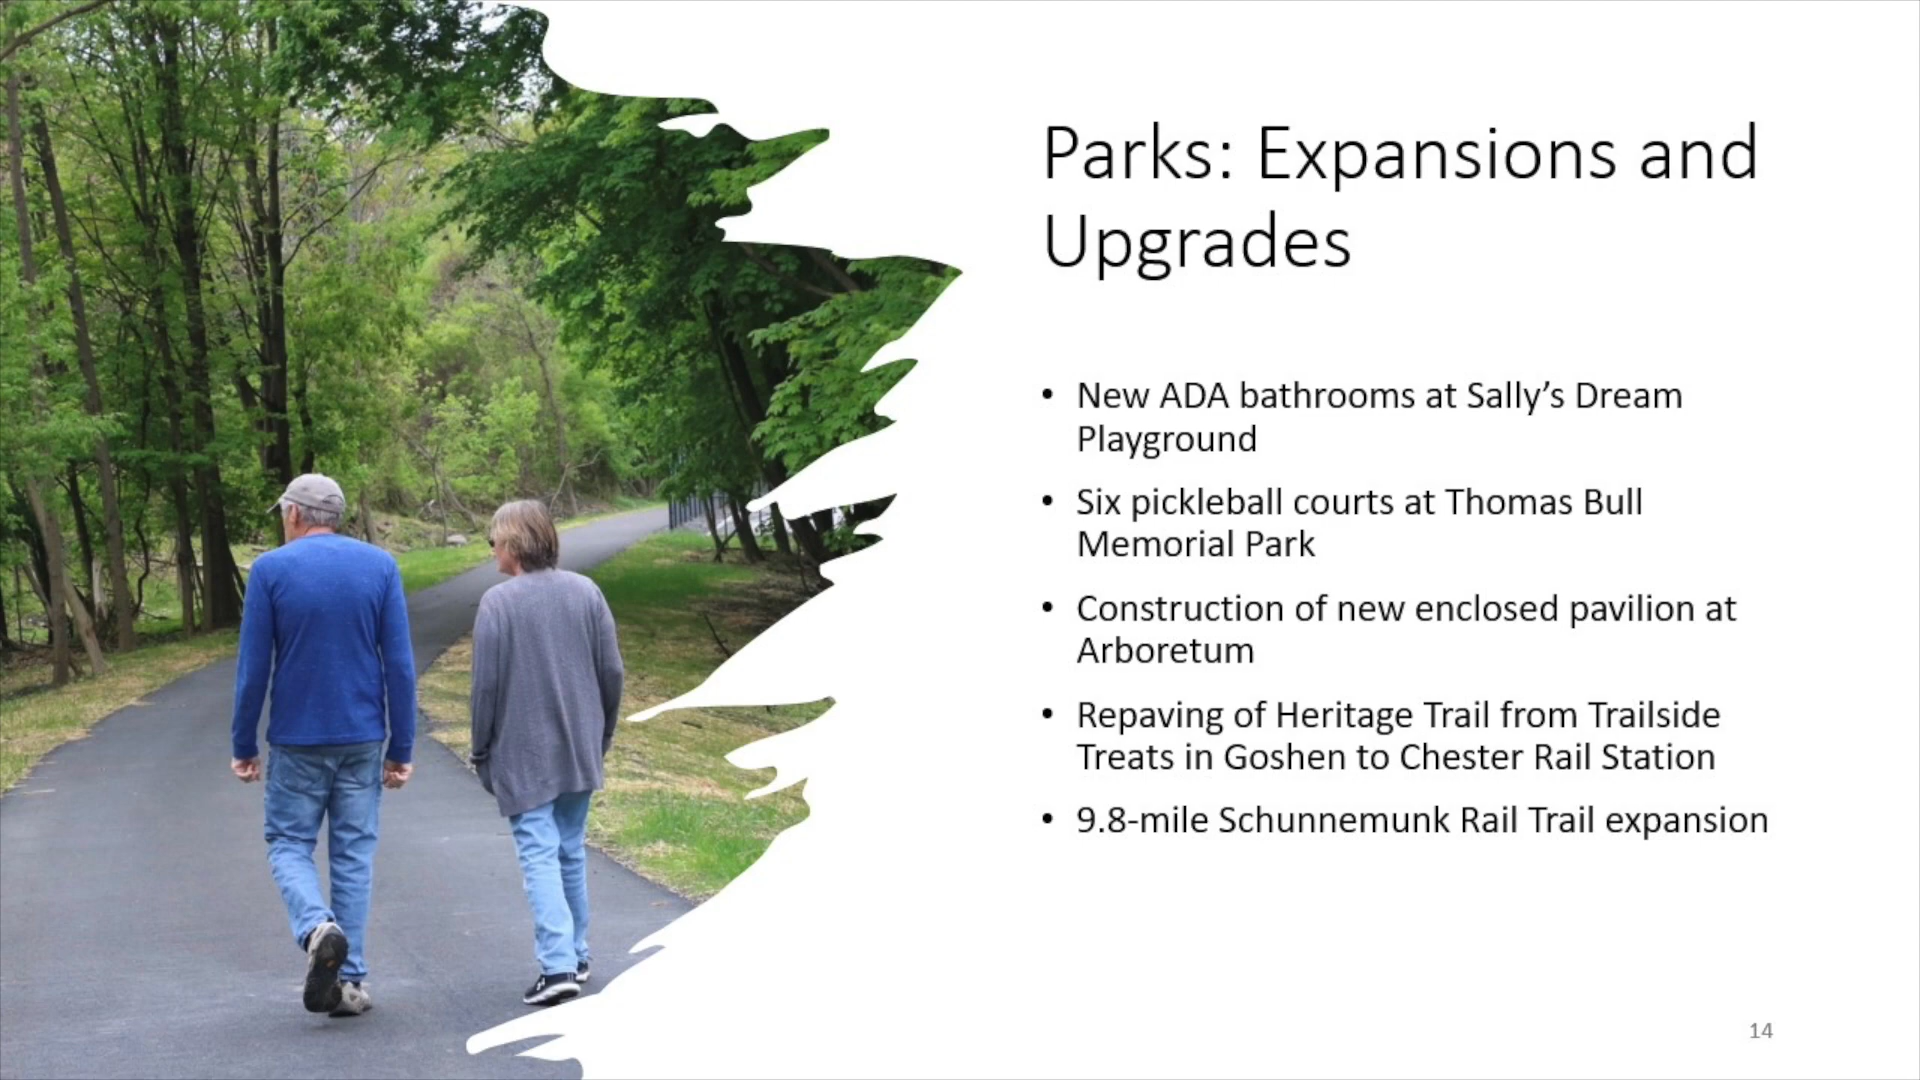 Parks: Expansions and
Upgrades
• New ADA bathrooms at Sally’s Dream
Playground
• Six pickleball courts at Thomas Bull
Memorial Park
• Construction of new enclosed pavilion at
Arboretum
• Repaving of Heritage Trail from Trailside
Treats in Goshen to Chester Rail Station
• 9.8-mile Schunnemunk Rail Trail expansion
14